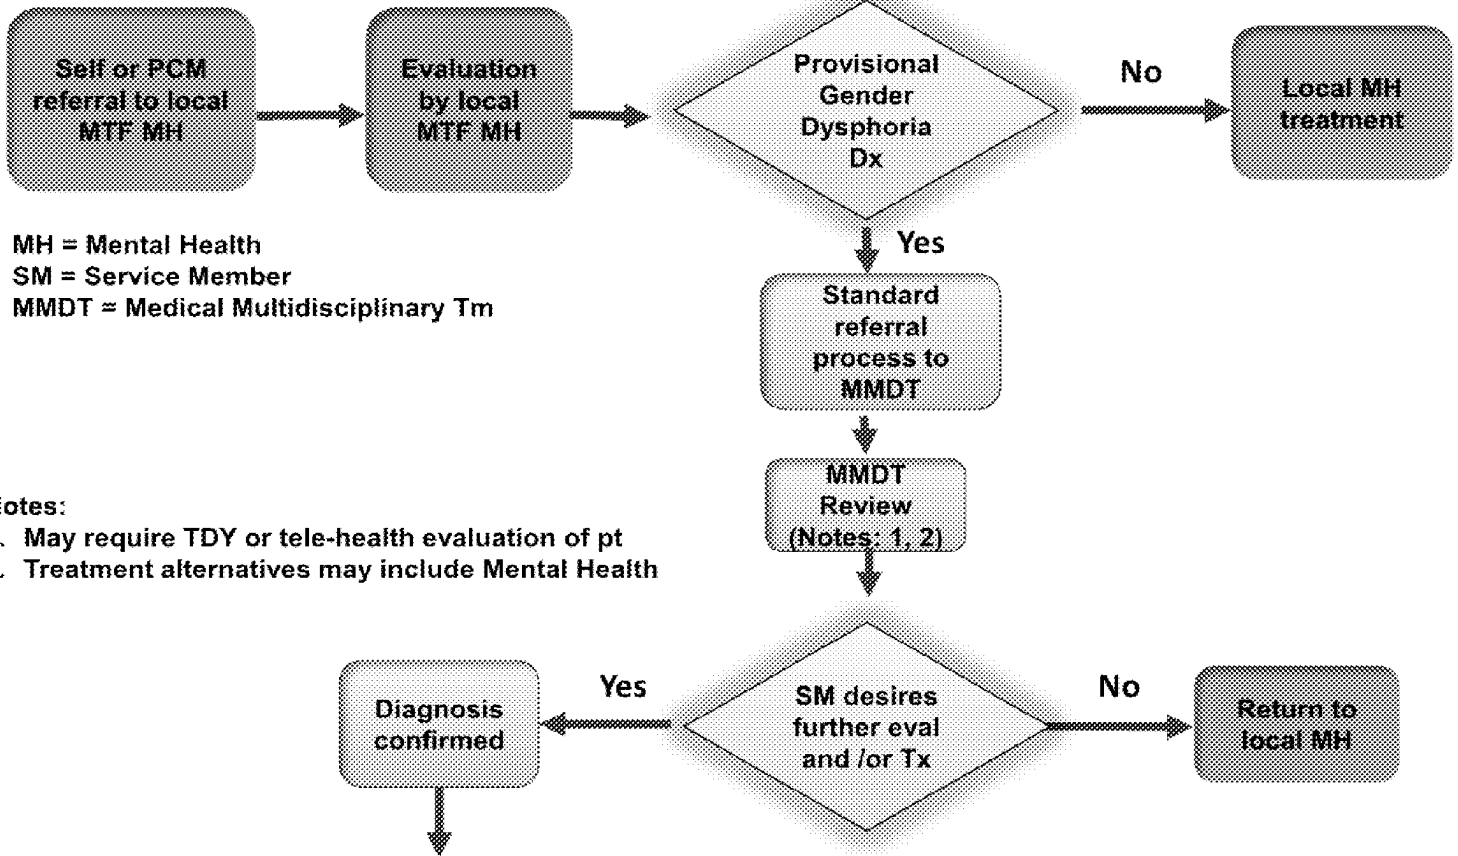 Self or PCM
referral to local
MTF MH
Evaluation
by local
MTF MH
Provisional
Gender
Dysphoria
Dx
No
Local MH
treatment
Yes
MH = Mental Health
SM = Service Member
MMDT = Medical Multidisciplinary Tm
Standard
referral
process to
MMDT
MMDT
Review
(Notes: 1, 2)
otes:
. May require TDY or tele-health evaluation of pt
. Treatment alternatives may include Mental Health
SM desires
further eval
and /or Tx
Yes
Diagnosis
confirmed
No
Return to
local MH